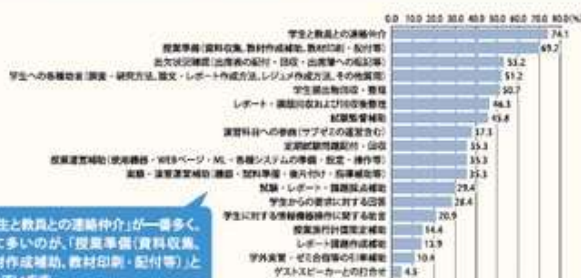 0.0 10.0 20.0 30.0 40.0 50.0 60.0 70.0 80.0(%)
学生と教員との連絡仲介 74.1
授業準備(資料収集、教材作成補助、教材印刷・配付等) 69.2
出欠状況確認(出席表の配付・回収・出席簿への転記等) 53.2
学生への各種助言(調査・研究方法、論文・レポート作成方法、レジュメ作成方法、その他質問) 51.2
学生提出物回収・整理 50.7
レポート・課題回収および回収後整理 46.3
試験監督補助 45.8
演習科目への参画(サブゼミの運営含む) 37.3
定期試験問題配付・回収 35.3
授業運営補助(使用機器・WEBページ・ML・各種システムの準備・設定・操作等) 35.3
実験・演習運営補助(機器・試料準備・後片付け・指導補助等) 35.3
試験・レポート・課題採点補助 29.4
学生からの要求に対する回答 28.4
学生に対する情報機器操作に関する助言 20.9
授業進行計画策定補助 14.4
レポート課題作成補助 13.9
学外実習・ゼミ合宿等の引率補助 10.4
ゲストスピーカーとの打合せ 4.5
生と教員との連絡仲介」が一番多く、
に多いのが、「授業準備(資料収集、
材作成補助、教材印刷・配付等)」と